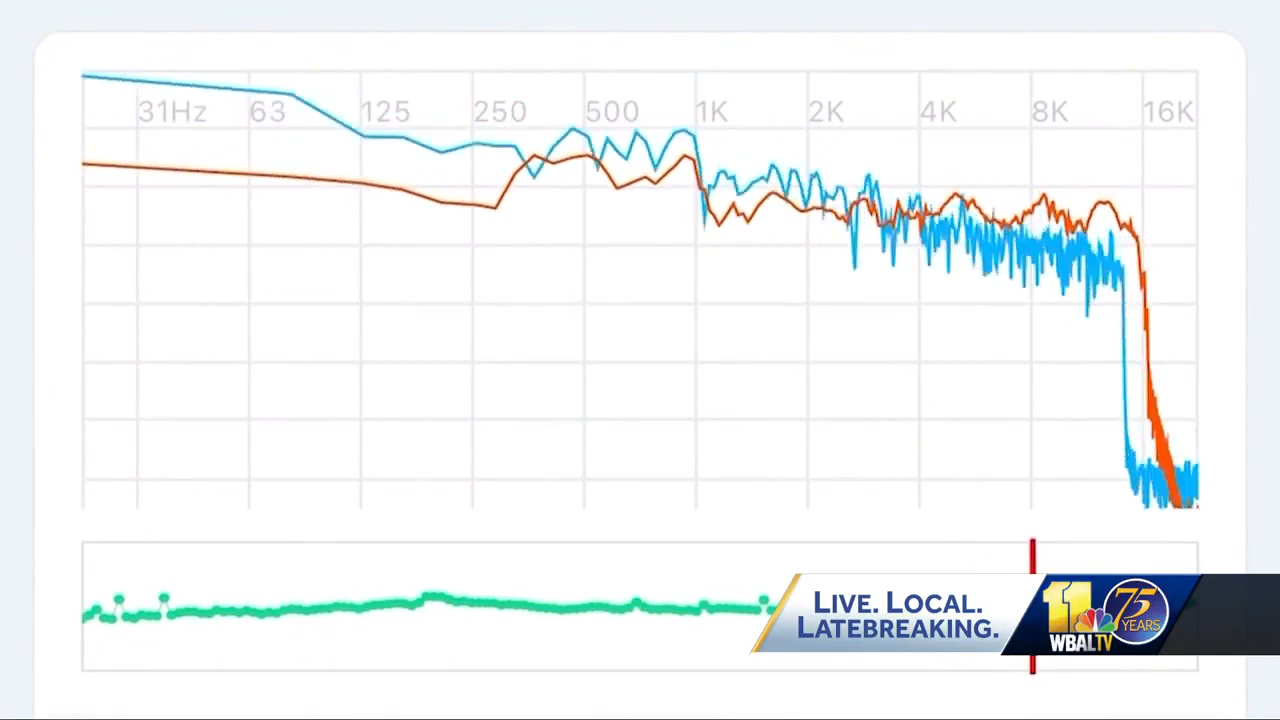 31Hz 63 125 250 500 1K 2K 4K 8K 16K
LIVE. LOCAL.
LATEBREAKING.
11
WBALTV
75
YEARS